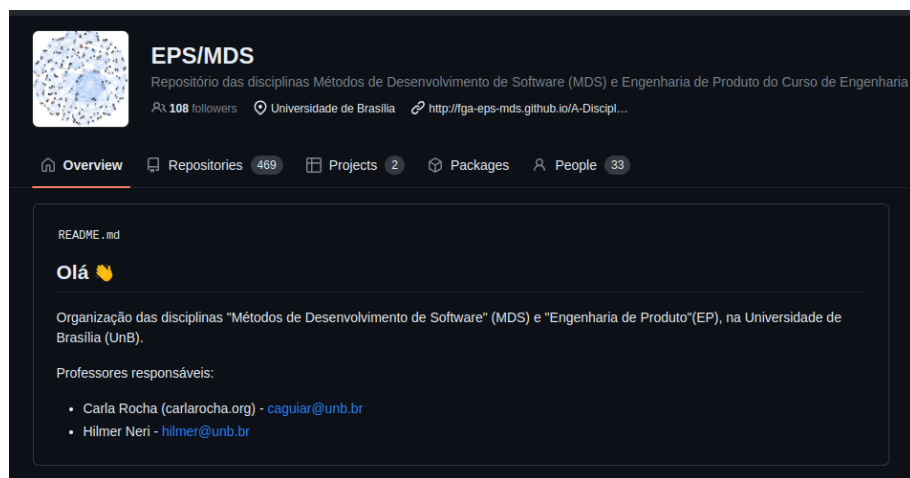 EPS/MDS
Repositório das disciplinas Métodos de Desenvolvimento de Software (MDS) e Engenharia de Produto do Curso de Engenharia
108 followers Universidade de Brasília http://fga-eps-mds.github.io/A-Discipl...
Overview Repositories 469 Projects 2 Packages People 33
README.md
Olá 👋
Organização das disciplinas "Métodos de Desenvolvimento de Software" (MDS) e "Engenharia de Produto"(EP), na Universidade de
Brasília (UnB).
Professores responsáveis:
• Carla Rocha (carlarocha.org) - caguiar@unb.br
• Hilmer Neri - hilmer@unb.br